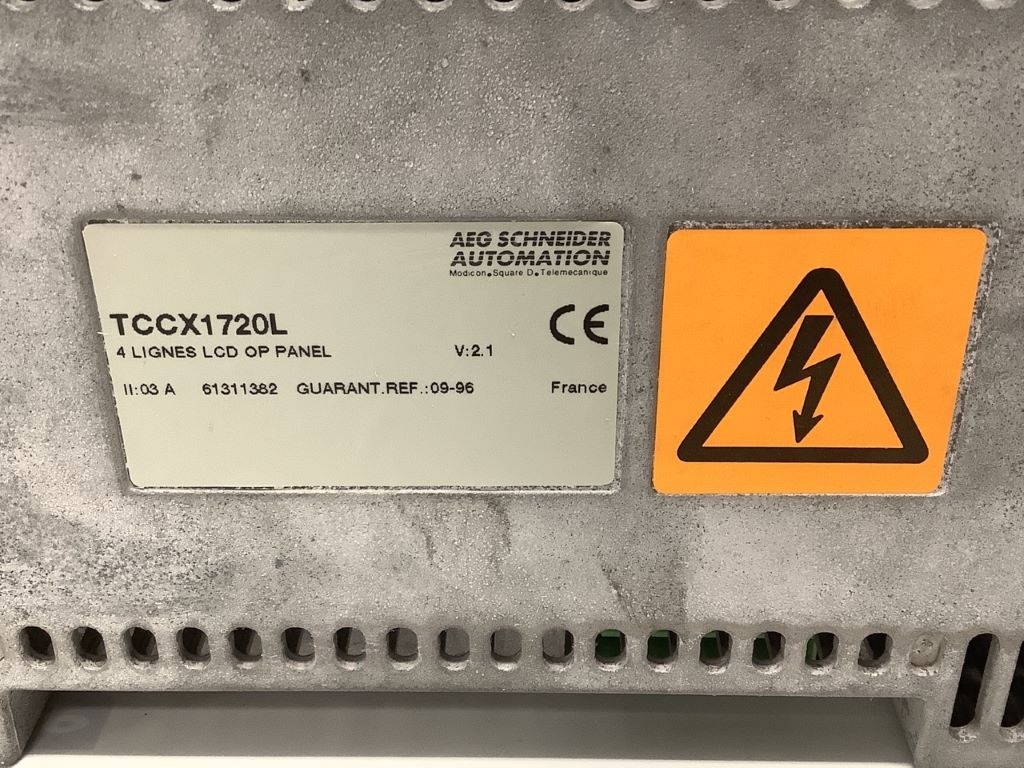 AEG SCHNEIDER
AUTOMATION
Modicon.Square D.Telemecanique
TCCX1720L
CE
4 LIGNES LCD OP PANEL V:2.1
II:03 A 61311382 GUARANT.REF.:09-96 France